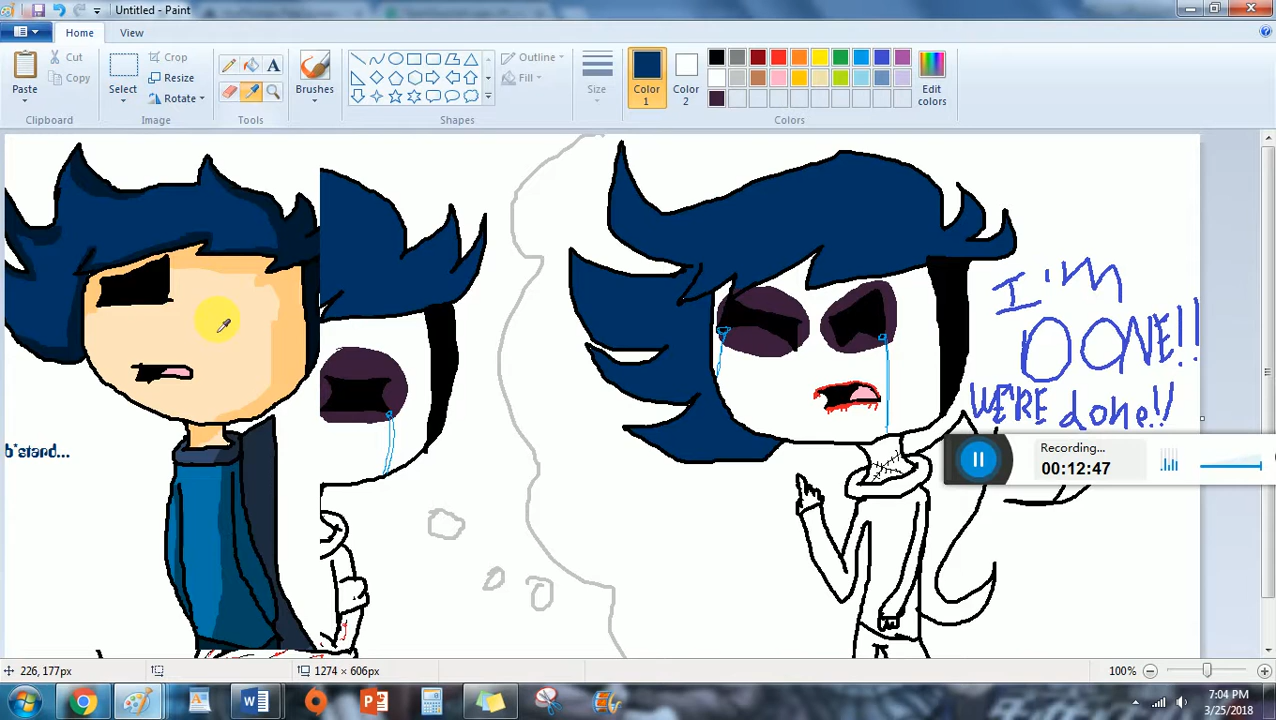 Untitled - Paint
Home
View
Paste
Cut
Copy
Clipboard
Select
Crop
Resize
Rotate
Image
Tools
Brushes
Outline
Fill
Shapes
Size
Color
1
Color
2
Edit
colors
Colors
I'm
DONE!!
WE'RE done!!
b*stand...
Recording...
00:12:47
226, 177px
1274 × 606px
100%
7:04 PM
3/25/2018